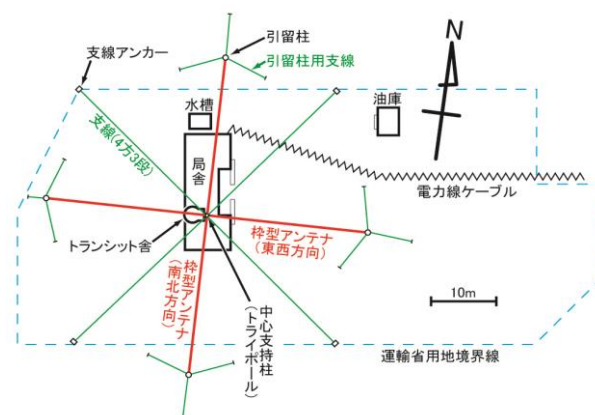 支線アンカー
引留柱
引留柱用支線
N
水槽
油庫
支線(4方3段)
局舎
電力線ケーブル
トランシット舎
枠型アンテナ
(東西方向)
枠型アンテナ
(南北方向)
中心支持柱
(トライポール)
10m
運輸省用地境界線